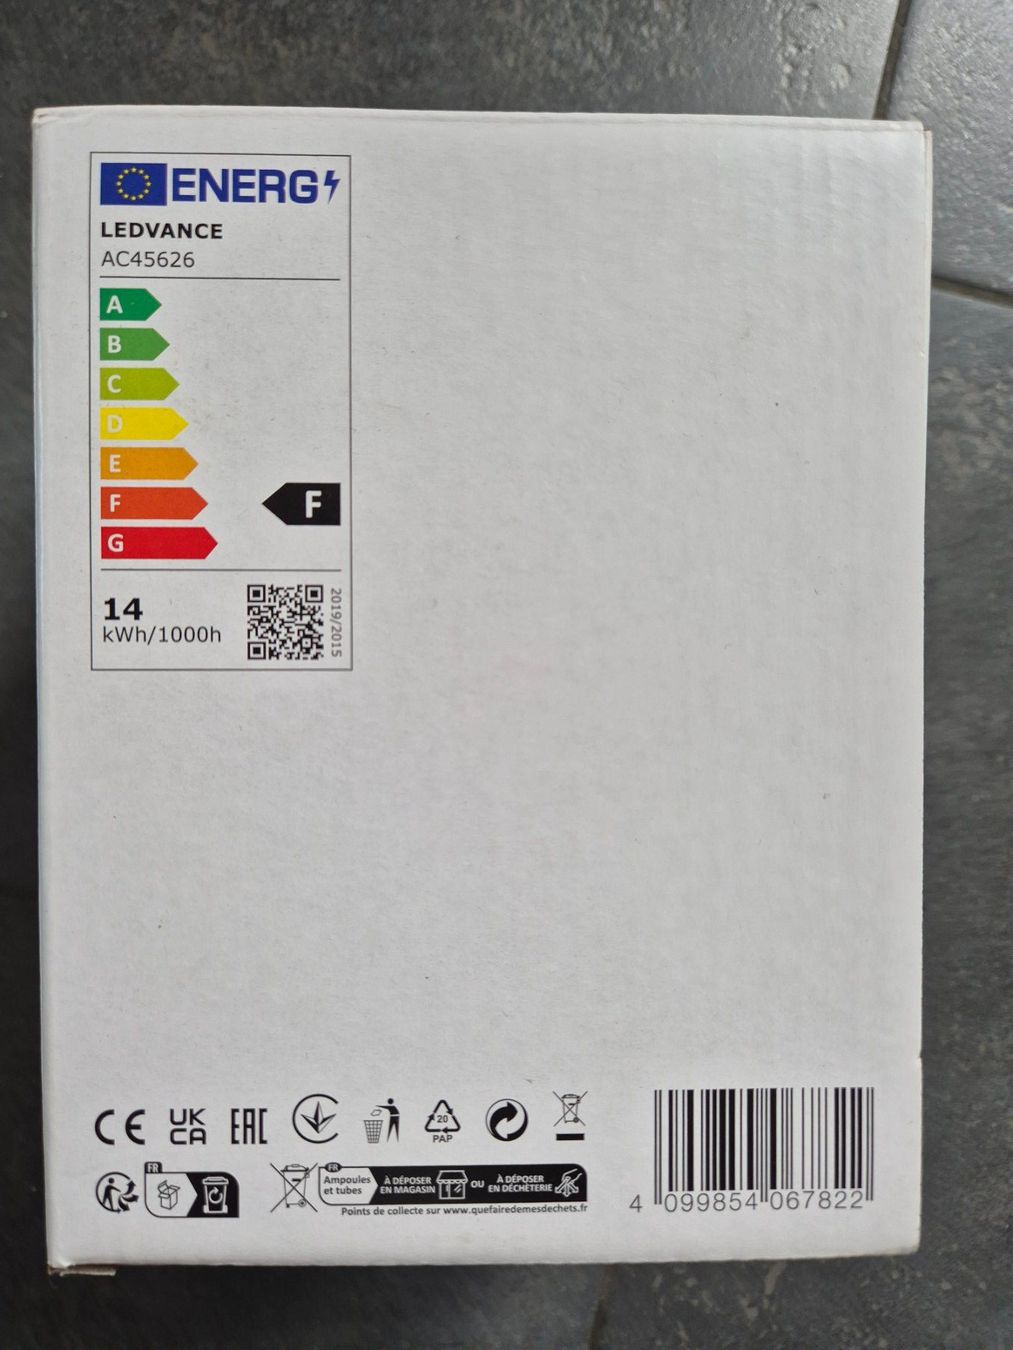 ENERG
LEDVANCE
AC45626
A
B
C
D
E
F
F
G
14
kWh/1000h
2019/2015
CE
UK
CA
EAC
20
PAP
FR
FR
Ampoules
et tubes
À DÉPOSER
EN MAGASIN
OU
À DÉPOSER
EN DÉCHÈTERIE
Points de collecte sur www.quefairedemesdechets.fr
4 099854 067822